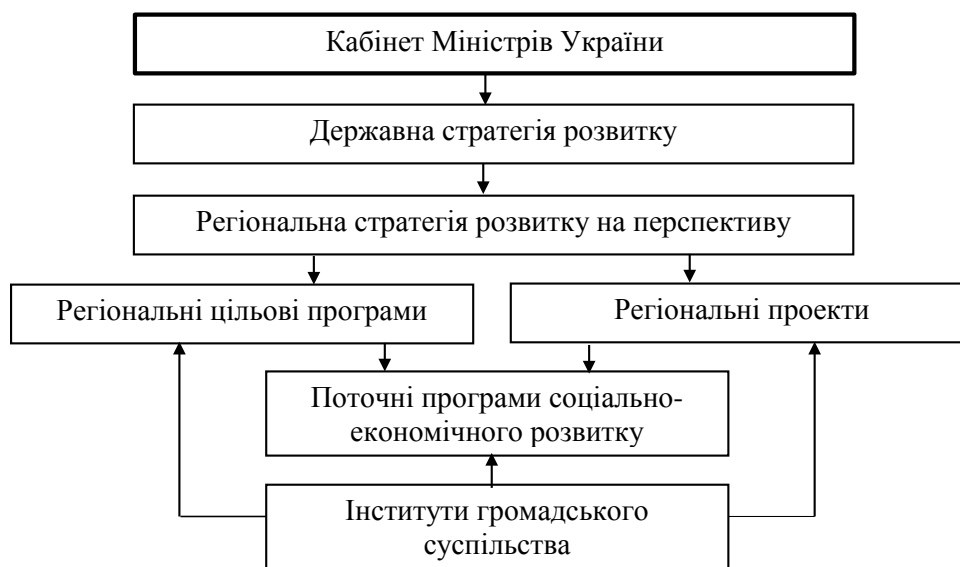 Кабінет Міністрів України
Державна стратегія розвитку
Регіональна стратегія розвитку на перспективу
Регіональні цільові програми
Регіональні проекти
Поточні програми соціально-
економічного розвитку
Інститути громадського
суспільства